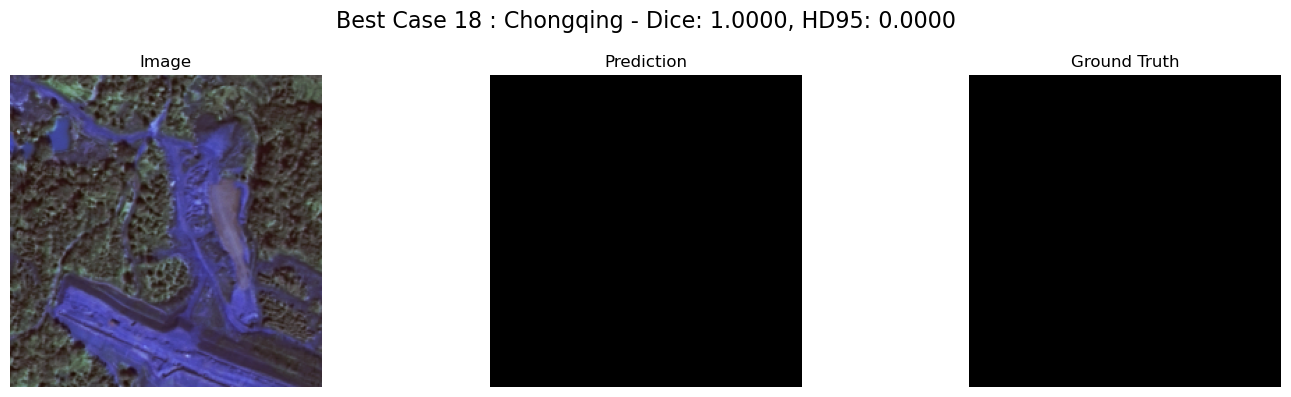 Best Case 18 : Chongqing - Dice: 1.0000, HD95: 0.0000
Image
Prediction
Ground Truth